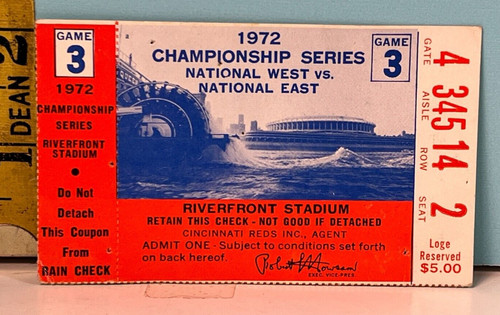 DEAN 2
1
GAME
3
1972
CHAMPIONSHIP
SERIES
RIVERFRONT
STADIUM
Do Not
Detach
This Coupon
From
RAIN CHECK
1972
CHAMPIONSHIP SERIES
NATIONAL WEST vs.
NATIONAL EAST
GAME
3
RIVERFRONT STADIUM
RETAIN THIS CHECK - NOT GOOD IF DETACHED
CINCINNATI REDS INC., AGENT
ADMIT ONE - Subject to conditions set forth
on back hereof.
EXEC. VICE-PRES.
GATE 4
AISLE 345
ROW 14
SEAT 2
Loge
Reserved
$5.00